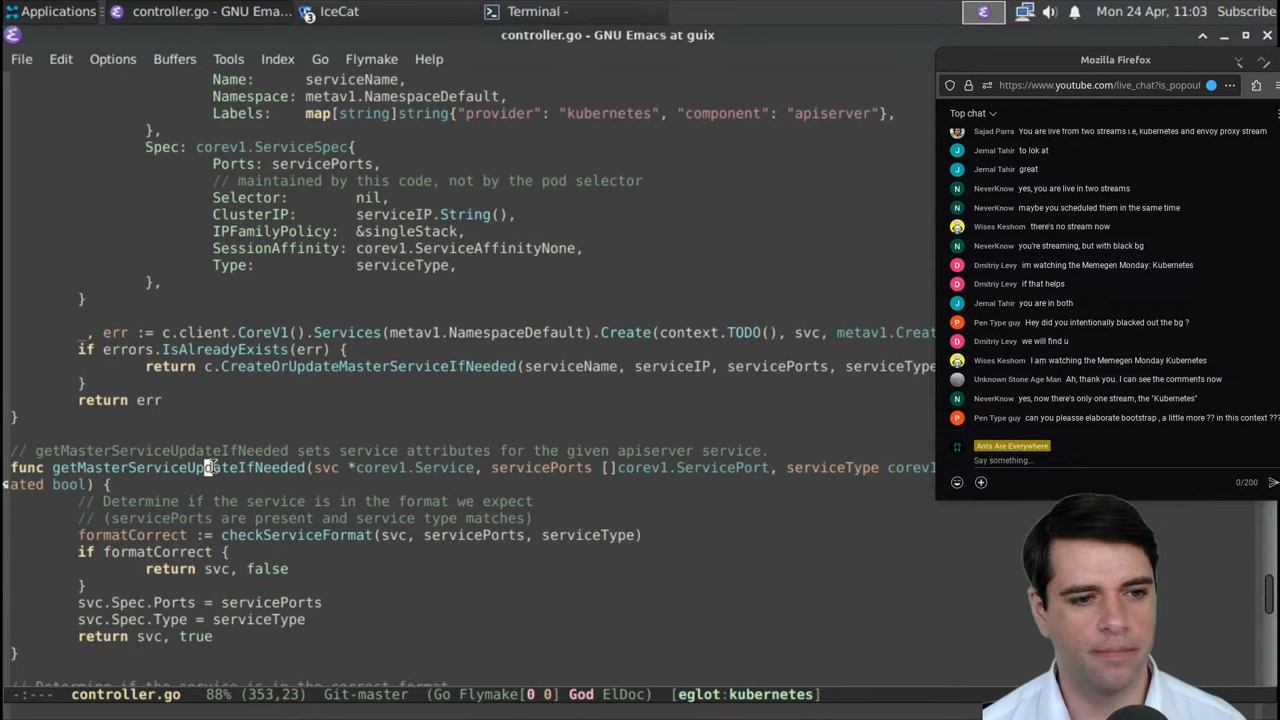 Applications
controller.go - GNU Ema...
3
IceCat
Terminal -
Mon 24 Apr, 11:03
Subscribe
controller.go - GNU Emacs at guix
File Edit Options Buffers Tools Index Go Flymake Help
Name: serviceName,
Namespace: metav1.NamespaceDefault,
Labels: map[string]string{"provider": "kubernetes", "component": "apiserver"},
},
Spec: corev1.ServiceSpec{
Ports: servicePorts,
// maintained by this code, not by the pod selector
Selector: nil,
ClusterIP: serviceIP.String(),
IPFamilyPolicy: &singleStack,
SessionAffinity: corev1.ServiceAffinityNone,
Type: serviceType,
},
}
_, err := c.client.CoreV1().Services(metav1.NamespaceDefault).Create(context.TODO(), svc, metav1.Crea
if errors.IsAlreadyExists(err) {
return c.CreateOrUpdateMasterServiceIfNeeded(serviceName, serviceIP, servicePorts, serviceType
}
return err
}
// getMasterServiceUpdateIfNeeded sets service attributes for the given apiserver service.
func getMasterServiceUpdateIfNeeded(svc *corev1.Service, servicePorts []corev1.ServicePort, serviceType corev1
ated bool) {
// Determine if the service is in the format we expect
// (servicePorts are present and service type matches)
formatCorrect := checkServiceFormat(svc, servicePorts, serviceType)
if formatCorrect {
return svc, false
}
svc.Spec.Ports = servicePorts
svc.Spec.Type = serviceType
return svc, true
}
// Determine if the service is in the correct format
-:--- controller.go 88% (353,23) Git-master (Go Flymake[0 0] God ElDoc) [eglot:kubernetes]
Mozilla Firefox
https://www.youtube.com/live_chat?is_popout
Top chat
Sajad Parra You are live from two streams i.e, kubernetes and envoy proxy stream
J Jemal Tahir to lok at
J Jemal Tahir great
N NeverKnow yes, you are live in two streams
N NeverKnow maybe you scheduled them in the same time
Wises Keshom there's no stream now
N NeverKnow you're streaming, but with black bg
D Dmitriy Levy im watching the Memegen Monday: Kubernetes
D Dmitriy Levy if that helps
J Jemal Tahir you are in both
P Pen Type guy Hey did you intentionally blacked out the bg ?
D Dmitriy Levy we will find u
Wises Keshom I am watching the Memegen Monday Kubernetes
Unknown Stone Age Man Ah, thank you. I can see the comments now
N NeverKnow yes, now there's only one stream, the "Kubernetes"
P Pen Type guy can you pleasse elaborate bootstrap , a little more ?? in this context ???
Ants Are Everywhere
Say something...
0/200